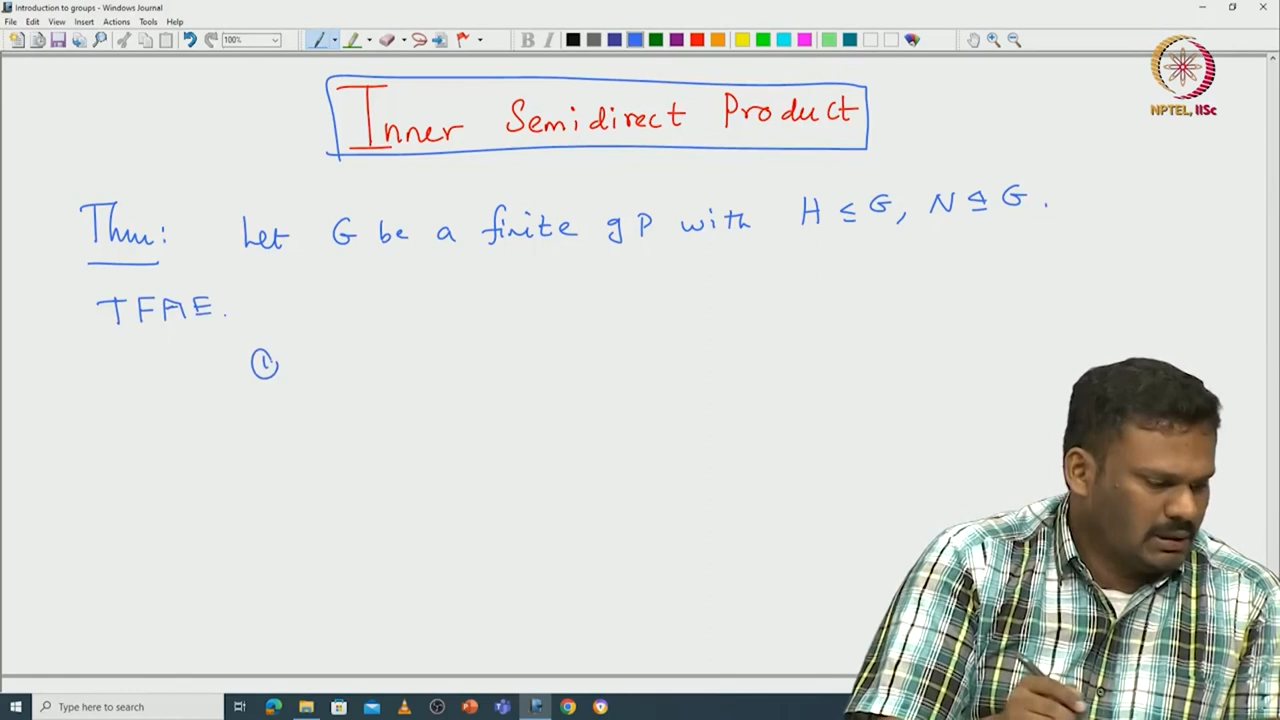 Introduction to groups - Windows Journal
File Edit View Insert Actions Tools Help
100%
B I
NPTEL, IISc
Inner Semidirect Product
Thm: Let G be a finite gp with H ≤ G, N ⊴ G.
TFAE.
①
Type here to search